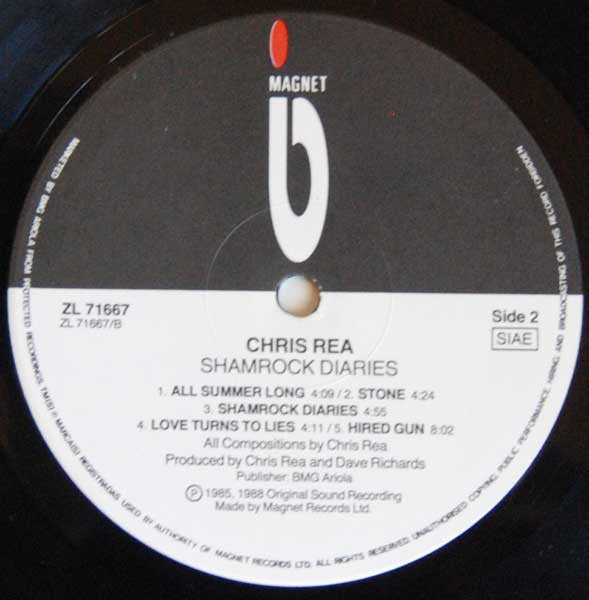 MAGNET
ZL 71667
ZL 71667/B
Side 2
SIAE
CHRIS REA
SHAMROCK DIARIES
1. ALL SUMMER LONG 4:09 / 2. STONE 4:24
3. SHAMROCK DIARIES 4:55
4. LOVE TURNS TO LIES 4:11 / 5. HIRED GUN 8:02
All Compositions by Chris Rea
Produced by Chris Rea and Dave Richards
Publisher: BMG Ariola
Ⓟ 1985, 1988 Original Sound Recording
Made by Magnet Records Ltd.
MARKETED BY BMG ARIOLA FROM PROTECTED RECORDINGS TM(S) © MARCA(S) REGISTRADAS. USED BY AUTHORITY OF MAGNET RECORDS LTD. ALL RIGHTS RESERVED. UNAUTHORISED COPYING, PUBLIC PERFORMANCE, HIRING AND BROADCASTING OF THIS RECORD FORBIDDEN